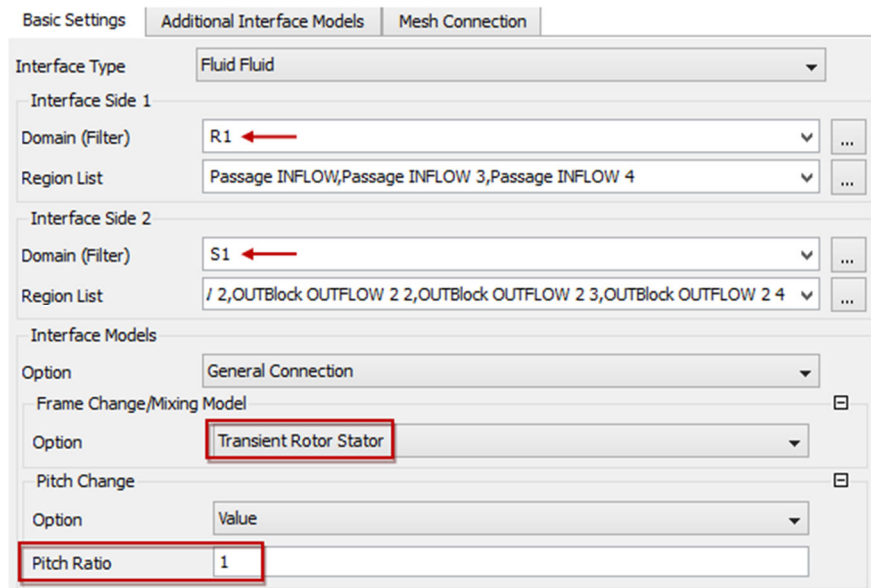 Basic Settings Additional Interface Models Mesh Connection
Interface Type Fluid Fluid
Interface Side 1
Domain (Filter) R1 ...
Region List Passage INFLOW,Passage INFLOW 3,Passage INFLOW 4 ...
Interface Side 2
Domain (Filter) S1 ...
Region List / 2,OUTBlock OUTFLOW 2 2,OUTBlock OUTFLOW 2 3,OUTBlock OUTFLOW 2 4 ...
Interface Models
Option General Connection
Frame Change/Mixing Model
Option Transient Rotor Stator
Pitch Change
Option Value
Pitch Ratio 1